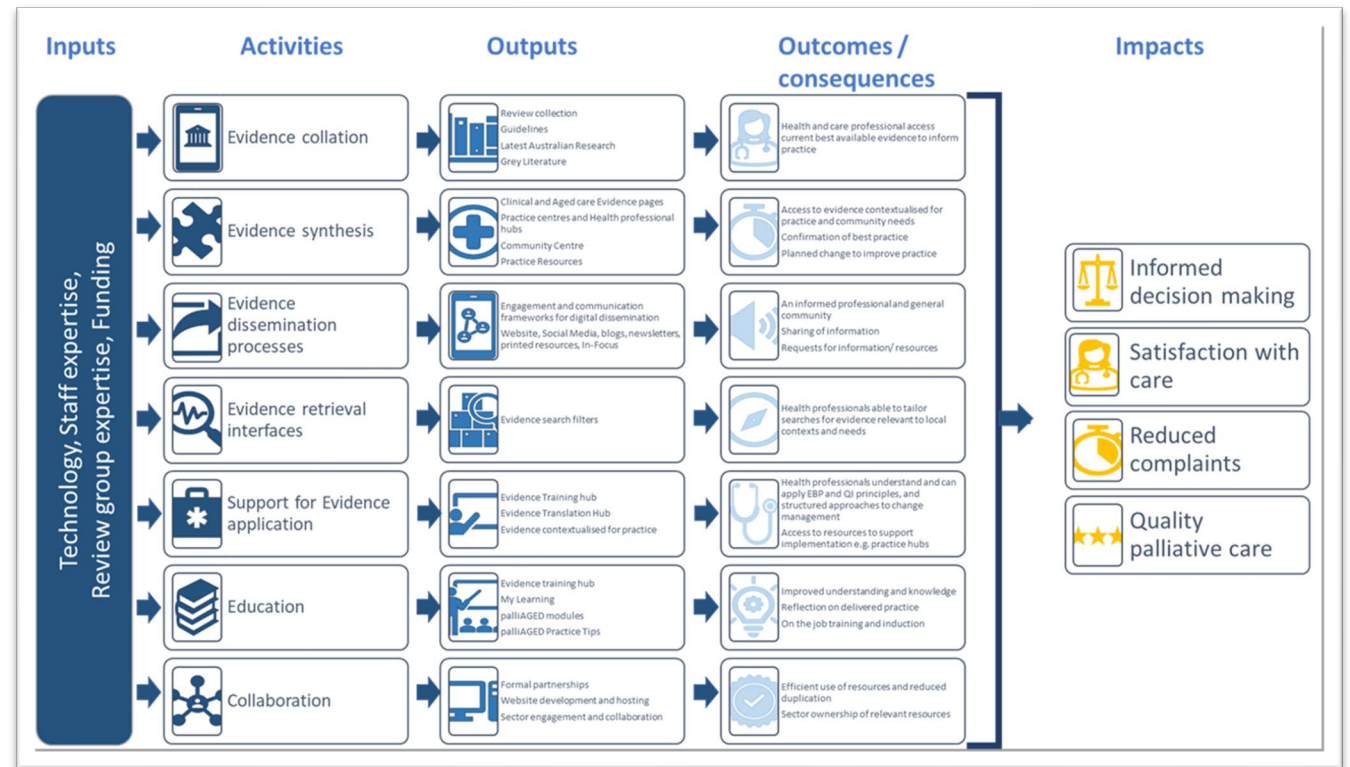 Inputs
Activities
Outputs
Outcomes /
consequences
Impacts
Technology, Staff expertise,
Review group expertise, Funding
Evidence collation
Review collection
Guidelines
Latest Australian Research
Grey Literature
Health and care professional access
current best available evidence to inform
practice
Evidence synthesis
Clinical and Aged care Evidence pages
Practice centres and Health professional
hubs
Community Centre
Practice Resources
Access to evidence contextualised for
practice and community needs
Confirmation of best practice
Planned change to improve practice
Evidence
dissemination
processes
Engagement and communication
frameworks for digital dissemination
Website, Social Media, blogs, newsletters,
printed resources, In-Focus
An informed professional and general
community
Sharing of information
Requests for information/ resources
Evidence retrieval
interfaces
Evidence search filters
Health professionals able to tailor
searches for evidence relevant to local
contexts and needs
Support for Evidence
application
Evidence Training hub
Evidence Translation Hub
Evidence contextualised for practice
Health professionals understand and can
apply EBP and QI principles, and
structured approaches to change
management
Access to resources to support
implementation e.g. practice hubs
Education
Evidence training hub
My Learning
palliAGED modules
palliAGED Practice Tips
Improved understanding and knowledge
Reflection on delivered practice
On the job training and induction
Collaboration
Formal partnerships
Website development and hosting
Sector engagement and collaboration
Efficient use of resources and reduced
duplication
Sector ownership of relevant resources
Informed
decision making
Satisfaction with
care
Reduced
complaints
Quality
palliative care